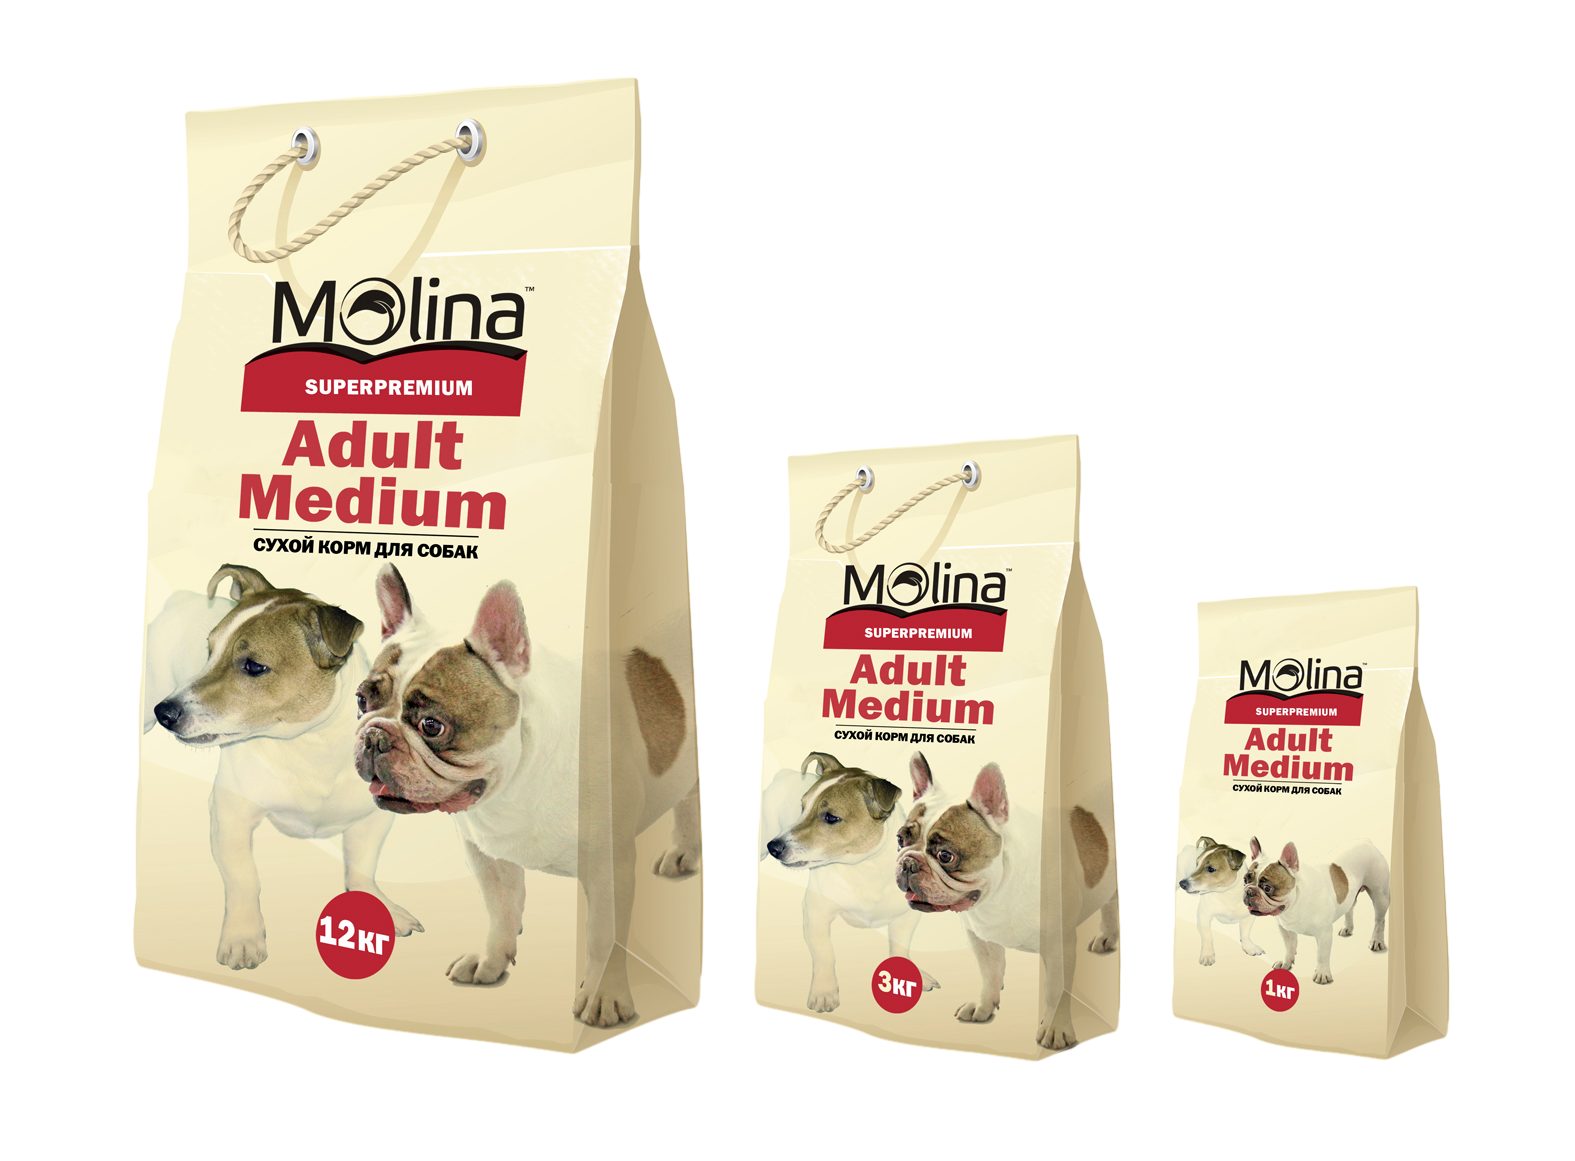 Molina™
SUPERPREMIUM
Adult
Medium
СУХОЙ КОРМ ДЛЯ СОБАК
12кг
Molina™
SUPERPREMIUM
Adult
Medium
СУХОЙ КОРМ ДЛЯ СОБАК
3кг
Molina™
SUPERPREMIUM
Adult
Medium
СУХОЙ КОРМ ДЛЯ СОБАК
1кг